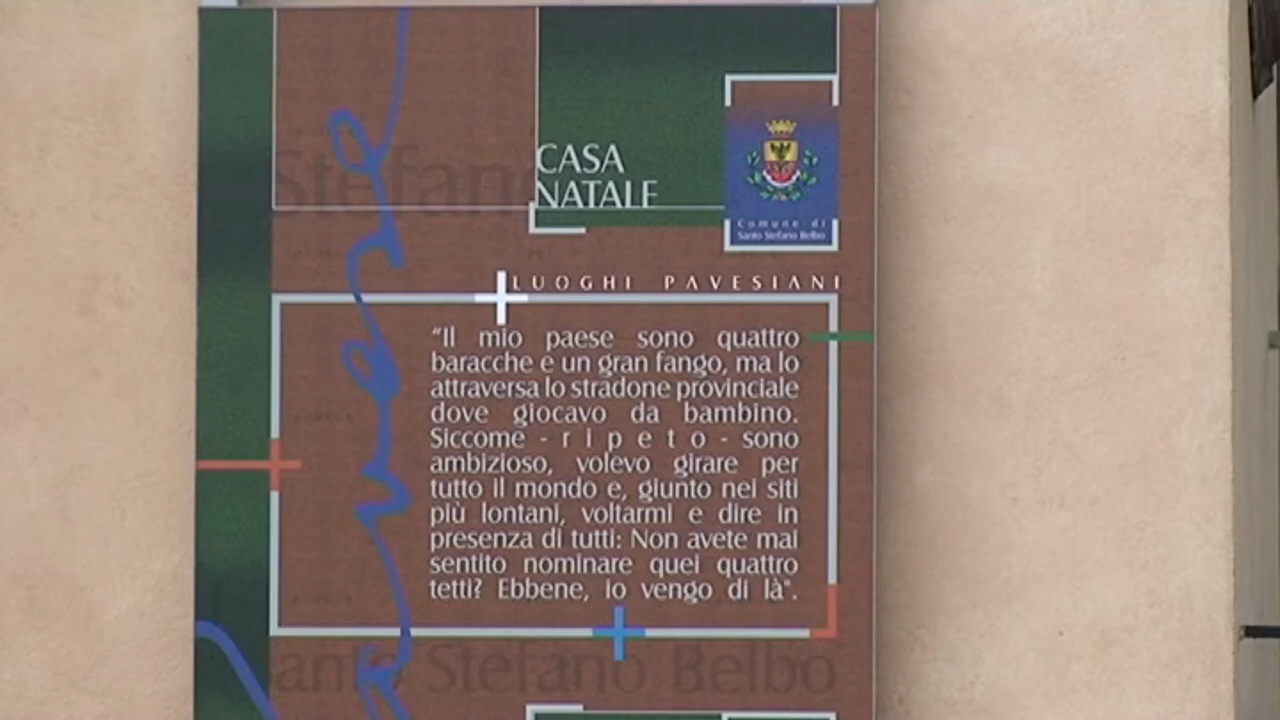 Stefano
CASA
NATALE
Comune di
Santo Stefano Belbo
LUOGHI PAVESIANI
“Il mio paese sono quattro
baracche e un gran fango, ma lo
attraversa lo stradone provinciale
dove giocavo da bambino.
Siccome - r i p e t o - sono
ambizioso, volevo girare per
tutto il mondo e, giunto nei siti
più lontani, voltarmi e dire in
presenza di tutti: Non avete mai
sentito nominare quei quattro
tetti? Ebbene, io vengo di là".
Santo Stefano Belbo